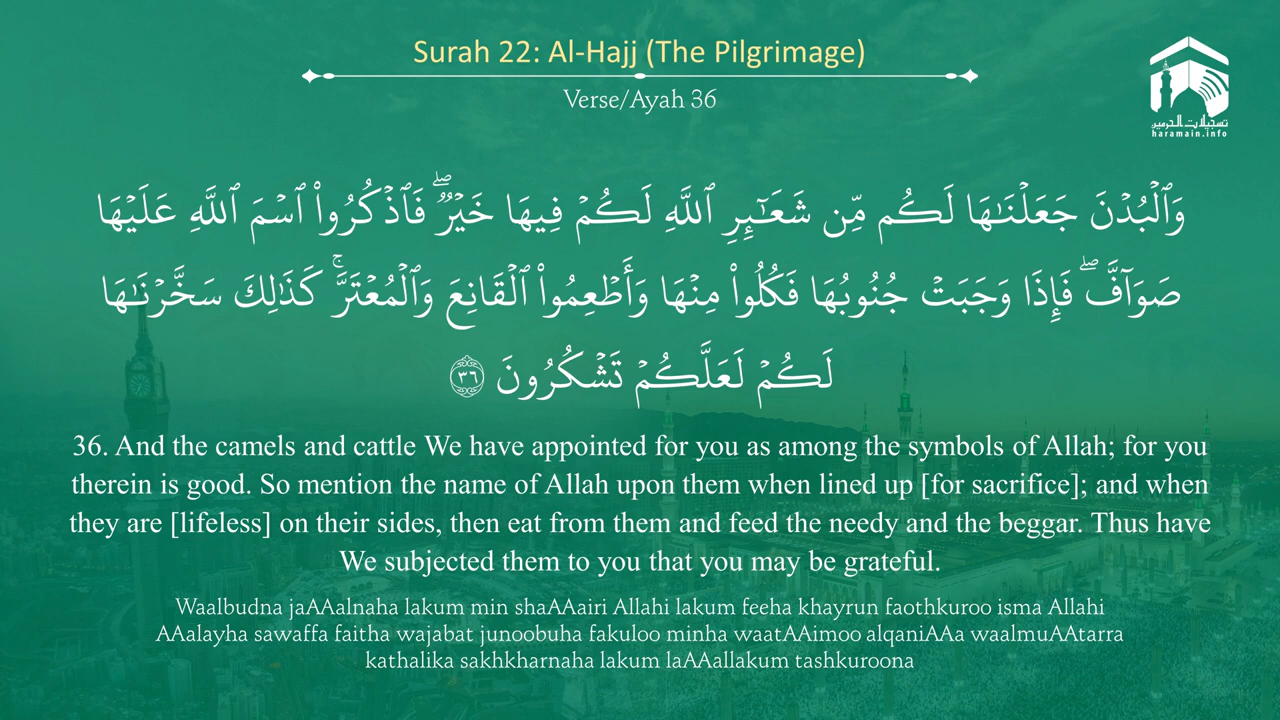 Surah 22: Al-Hajj (The Pilgrimage)
Verse/Ayah 36
تسجيلات الحرمين
haramain.info
وَٱلْبُدْنَ جَعَلْنَـٰهَا لَكُم مِّن شَعَـٰٓئِرِ ٱللَّهِ لَكُمْ فِيهَا خَيْرٌۭ ۖ فَٱذْكُرُوا۟ ٱسْمَ ٱللَّهِ عَلَيْهَا
صَوَآفَّ ۖ فَإِذَا وَجَبَتْ جُنُوبُهَا فَكُلُوا۟ مِنْهَا وَأَطْعِمُوا۟ ٱلْقَانِعَ وَٱلْمُعْتَرَّ ۚ كَذَٰلِكَ سَخَّرْنَـٰهَا
لَكُمْ لَعَلَّكُمْ تَشْكُرُونَ ٣٦
36. And the camels and cattle We have appointed for you as among the symbols of Allah; for you
therein is good. So mention the name of Allah upon them when lined up [for sacrifice]; and when
they are [lifeless] on their sides, then eat from them and feed the needy and the beggar. Thus have
We subjected them to you that you may be grateful.
Waalbudna jaAAalnaha lakum min shaAAairi Allahi lakum feeha khayrun faothkuroo isma Allahi
AAalayha sawaffa faitha wajabat junoobuha fakuloo minha waatAAimoo alqaniAAa waalmuAAtarra
kathalika sakhkharnaha lakum laAAallakum tashkuroona